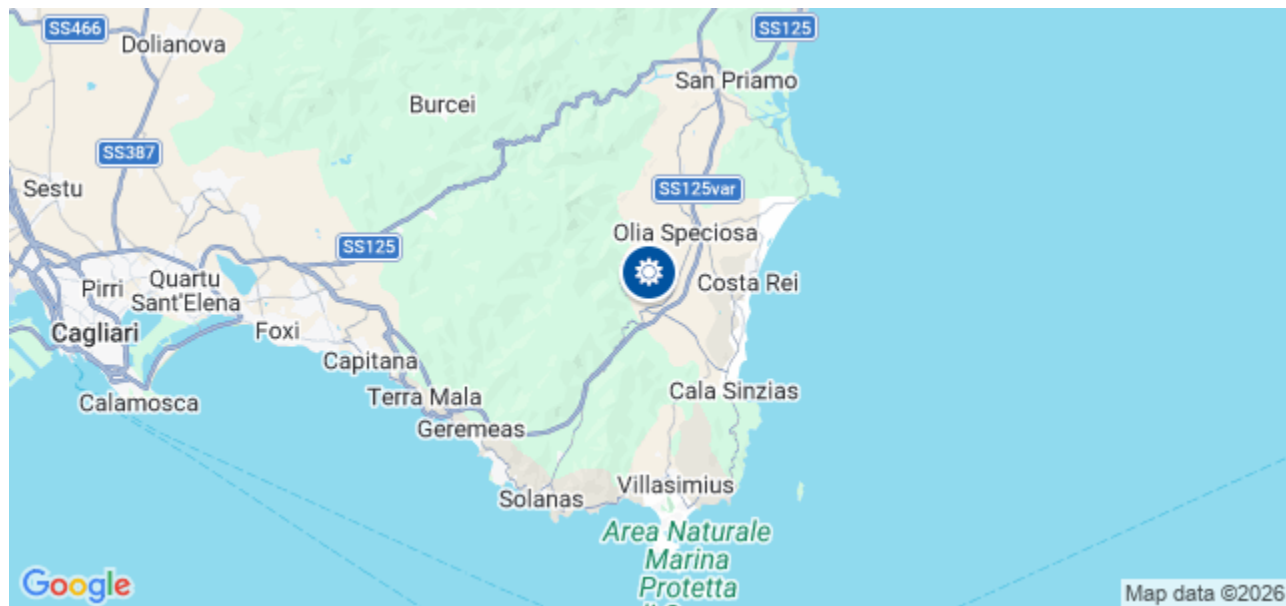 SS466
Dolianova
SS125
San Priamo
Burcei
SS387
Sestu
SS125var
Olia Speciosa
SS125
Pirri
Quartu
Sant'Elena
Costa Rei
Cagliari
Foxi
Capitana
Terra Mala
Cala Sinzias
Calamosca
Geremeas
Villasimius
Solanas
Area Naturale
Marina
Protetta
Google
Map data ©2026